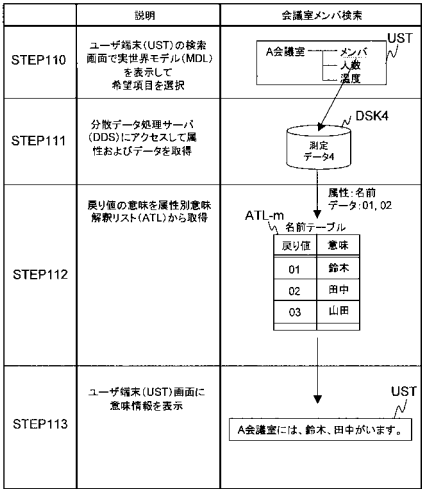 説明
会議室メンバ検索
STEP110
ユーザ端末(UST)の検索
画面で実世界モデル(MDL)
を表示して
希望項目を選択
UST
A会議室
メンバ
人数
温度
STEP111
分散データ処理サーバ
(DDS)にアクセスして属
性およびデータを取得
DSK4
測定
データ4
属性:名前
データ:01, 02
STEP112
戻り値の意味を属性別意味
解釈リスト(ATL)から取得
ATL-m
名前テーブル
戻り値 意味
01 鈴木
02 田中
03 山田
STEP113
ユーザ端末(UST)画面に
意味情報を表示
UST
A会議室には、鈴木、田中がいます。